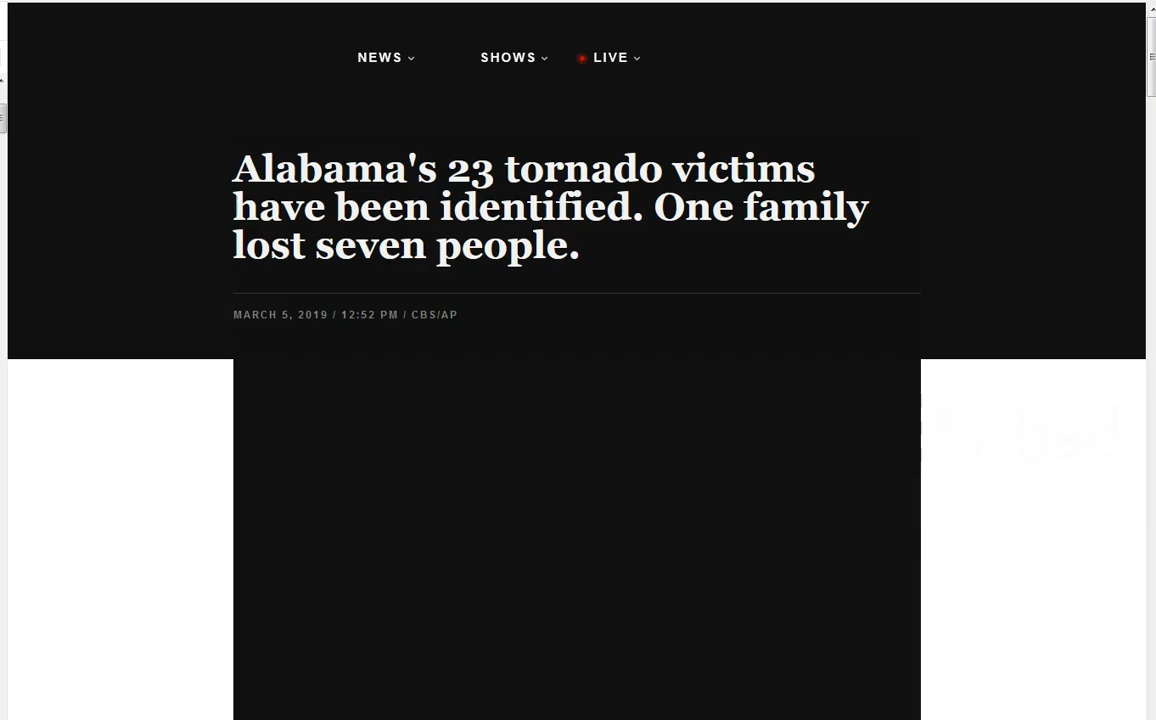 NEWS SHOWS LIVE
Alabama's 23 tornado victims
have been identified. One family
lost seven people.
MARCH 5, 2019 / 12:52 PM / CBS/AP